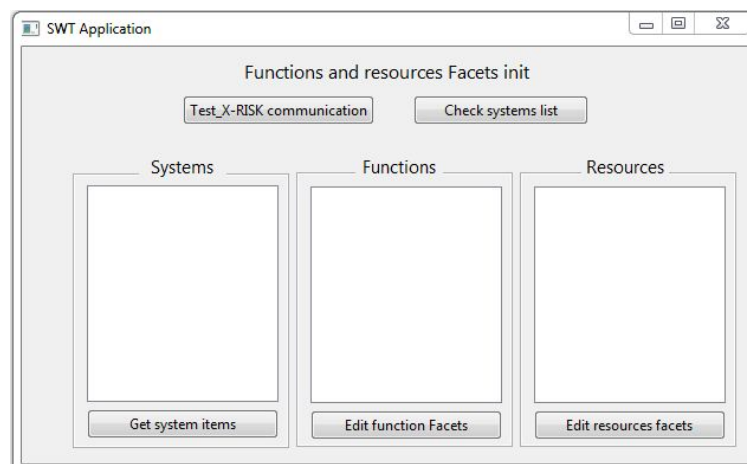 SWT Application
Functions and resources Facets init
Test_X-RISK communication
Check systems list
Systems
Functions
Resources
Get system items
Edit function Facets
Edit resources facets